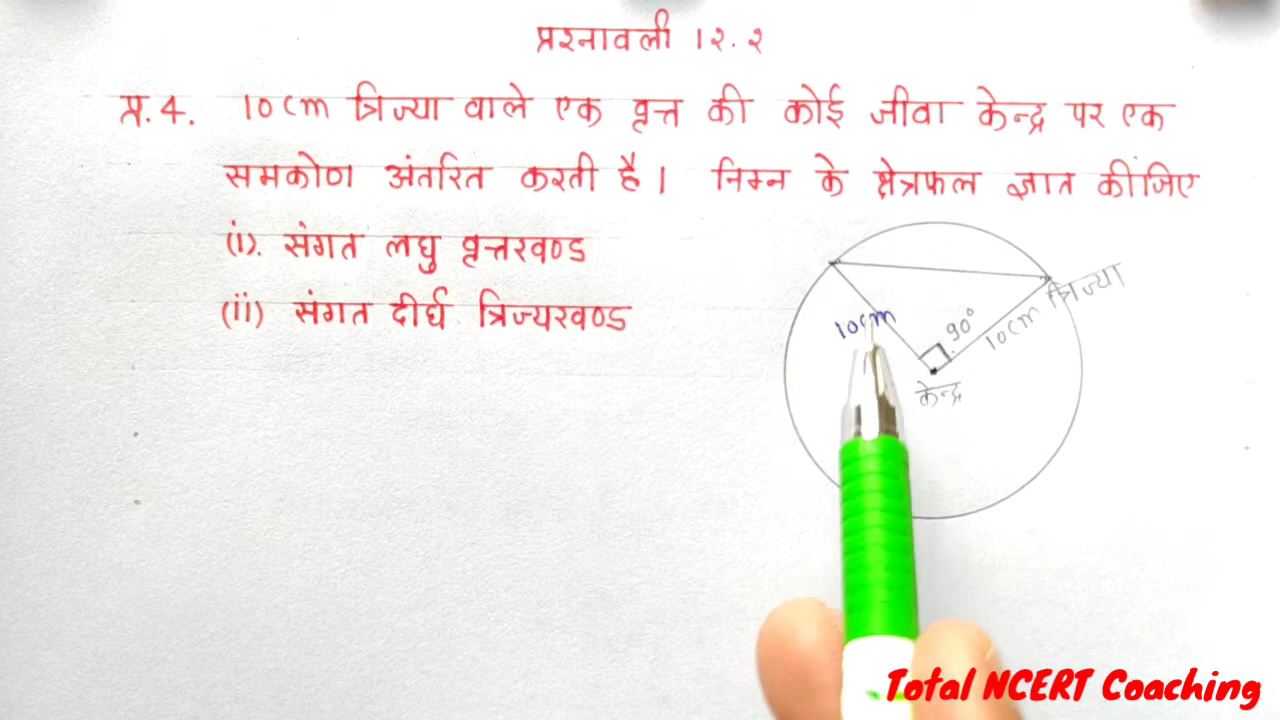 प्रश्नावली 12.2
प्र.4. 10cm त्रिज्या वाले एक वृत्त की कोई जीवा केन्द्र पर एक
समकोण अंतरित करती है। निम्न के क्षेत्रफल ज्ञात कीजिए
(i). संगत लघु वृत्तखण्ड
(ii) संगत दीर्घ त्रिज्यखण्ड
10cm
90°
10cm त्रिज्या
केन्द्र
Total NCERT Coaching